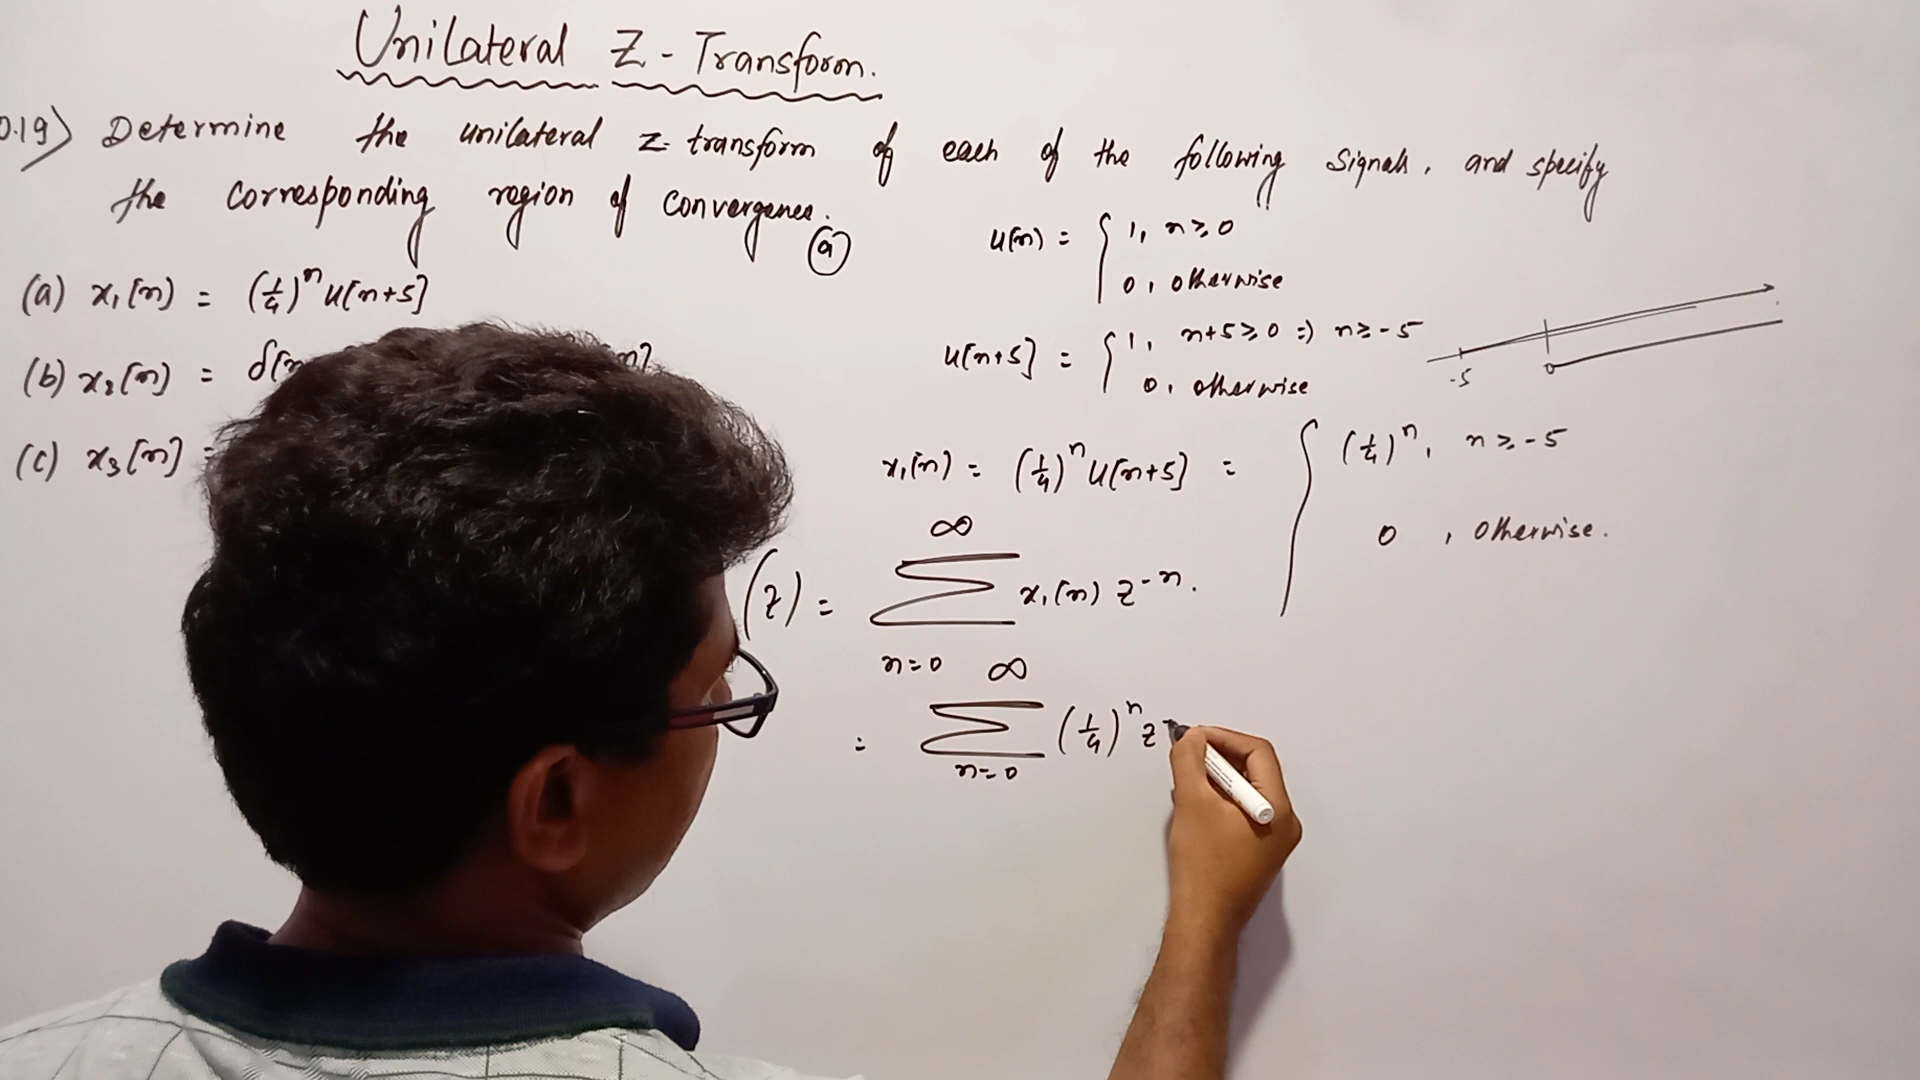 Unilateral Z-Transform.
0.19) Determine the unilateral z-transform of each of the following signals, and specify
the corresponding region of convergence.
(a) x₁[n] = (1/4)ⁿ u[n+5]
(b) x₂[n] = δ[n n]
(c) x₃[n] =
(a)
u[n] = { 1, n≥0
0, otherwise
u[n+5] = { 1, n+5≥0 ⇒ n≥-5
0, otherwise
-5 0
x₁[n] = (1/4)ⁿ u[n+5] = { (1/4)ⁿ, n≥-5
0, otherwise.
(z) = ∞ Σ n=0 x₁[n] z⁻ⁿ.
= ∞ Σ n=0 (1/4)ⁿ z⁻